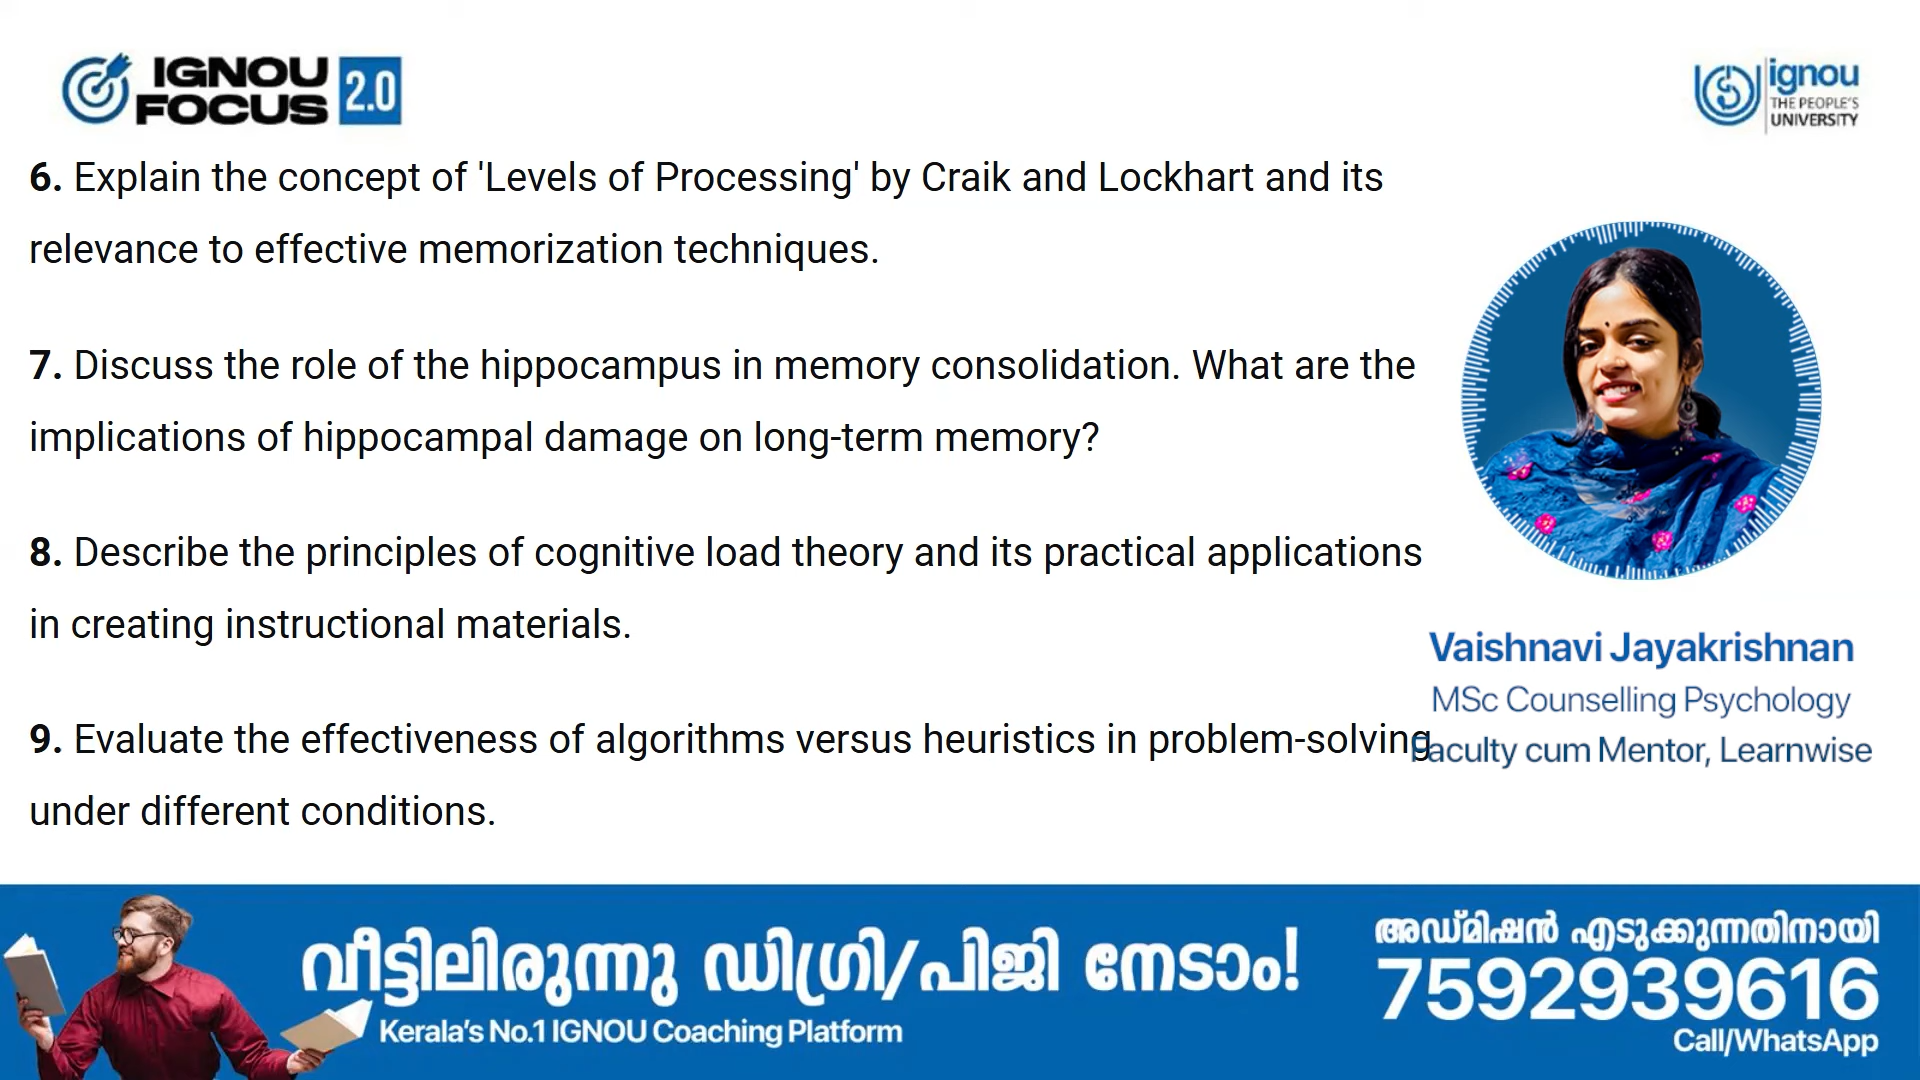 IGNOU
FOCUS 2.0
ignou
THE PEOPLE'S
UNIVERSITY
6. Explain the concept of 'Levels of Processing' by Craik and Lockhart and its
relevance to effective memorization techniques.
7. Discuss the role of the hippocampus in memory consolidation. What are the
implications of hippocampal damage on long-term memory?
8. Describe the principles of cognitive load theory and its practical applications
in creating instructional materials.
9. Evaluate the effectiveness of algorithms versus heuristics in problem-solving
under different conditions.
Vaishnavi Jayakrishnan
MSc Counselling Psychology
Faculty cum Mentor, Learnwise
വീട്ടിലിരുന്നു ഡിഗ്രി/പിജി നേടാം!
Kerala's No.1 IGNOU Coaching Platform
അഡ്മിഷൻ എടുക്കുന്നതിനായി
7592939616
Call/WhatsApp